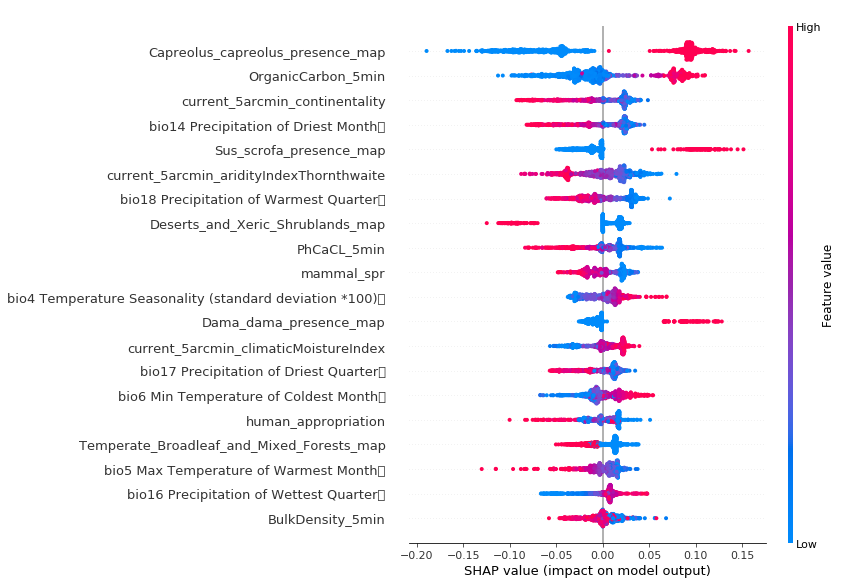 High
Capreolus_capreolus_presence_map
OrganicCarbon_5min
current_5arcmin_continentality
bio14 Precipitation of Driest Month▯
Sus_scrofa_presence_map
current_5arcmin_aridityIndexThornthwaite
bio18 Precipitation of Warmest Quarter▯
Deserts_and_Xeric_Shrublands_map
PhCaCL_5min
mammal_spr
bio4 Temperature Seasonality (standard deviation *100)▯
Dama_dama_presence_map
current_5arcmin_climaticMoistureIndex
bio17 Precipitation of Driest Quarter▯
bio6 Min Temperature of Coldest Month▯
human_appropriation
Temperate_Broadleaf_and_Mixed_Forests_map
bio5 Max Temperature of Warmest Month▯
bio16 Precipitation of Wettest Quarter▯
BulkDensity_5min
Feature value
Low
−0.20 −0.15 −0.10 −0.05 0.00 0.05 0.10 0.15
SHAP value (impact on model output)